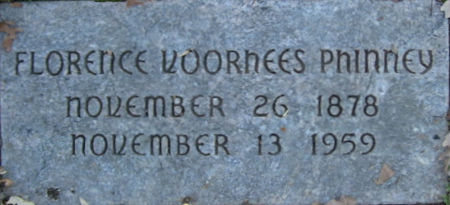 FLORENCE VOORHEES PHINNEY
NOVEMBER 26 1878
NOVEMBER 13 1959